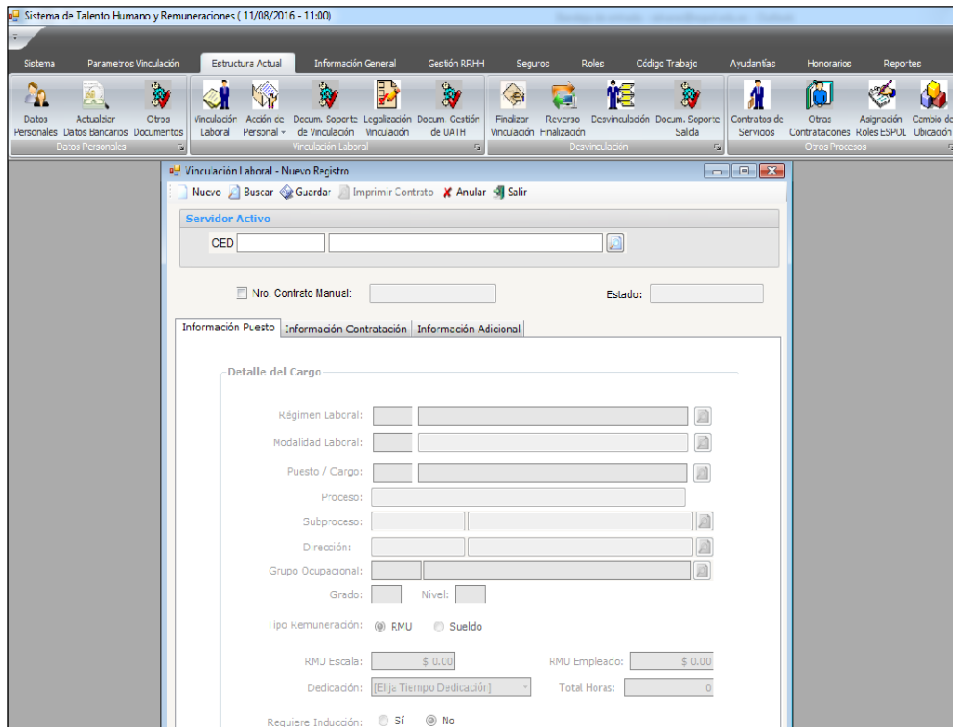 Sistema de Talento Humano y Remuneraciones ( 11/08/2016 - 11:00)
Sistema Parametros Vinculación Estructura Actual Información General Gestión RRHH Seguros Roles Código Trabajo Ayudantías Honorarios Reportes
Datos Personales Actualizar Datos Bancarios Otros Documentos Vinculación Laboral Acción de Personal Docum. Soporte de Vinculación Legalización Vinculación Docum Gestión de UATH Finalizar Vinculación Reverso Finalización Desvinculación Docum. Soporte Salida Contratos de Servicios Otras Contrataciones Asignación Roles ESPOL Cambio de Ubicación
Datos Personales Vinculación Laboral Desvinculación Otros Procesos
Vinculación Laboral - Nuevo Registro
Nuevo Buscar Guardar Imprimir Contrato Anular Salir
Servidor Activo
CED
Nro. Contrato Manual: Estado:
Información Puesto Información Contratación Información Adicional
Detalle del Cargo
Régimen Laboral:
Modalidad Laboral:
Puesto / Cargo:
Proceso:
Subproceso:
Dirección:
Grupo Ocupacional:
Grado: Nivel:
Tipo Remuneración: RMU Sueldo
RMU Escala: $ 0.00 RMU Empleado: $ 0.00
Dedicación: [Elija Tiempo Dedicación] Total Horas: 0
Requiere Inducción: Sí No